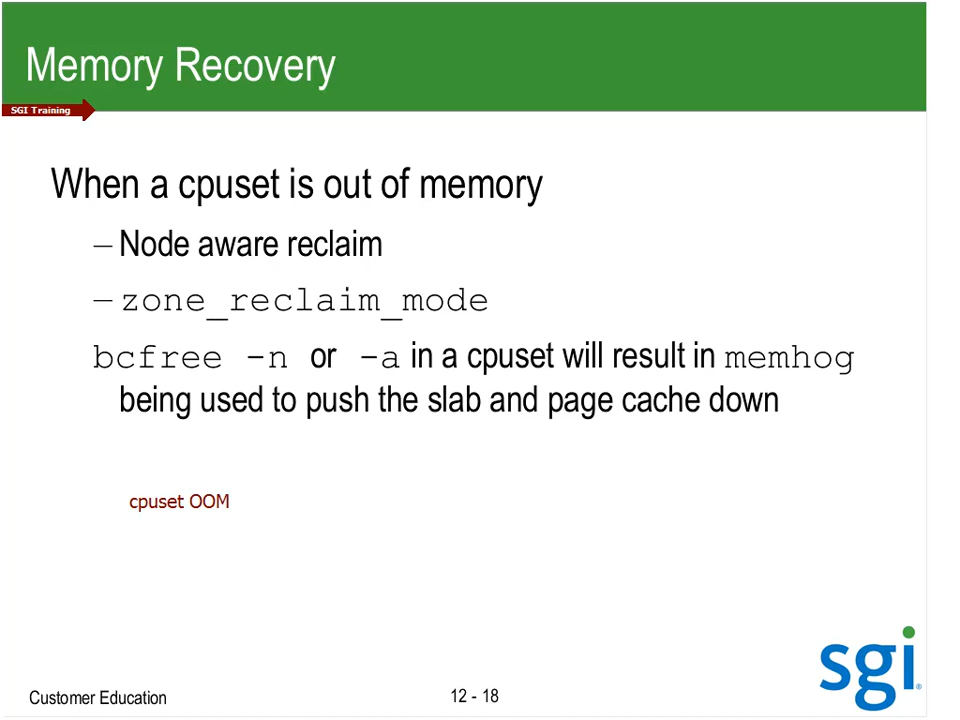 Memory Recovery
SGI Training
When a cpuset is out of memory
– Node aware reclaim
– zone_reclaim_mode
bcfree -n or -a in a cpuset will result in memhog
being used to push the slab and page cache down
cpuset OOM
sgi®
Customer Education
12 - 18